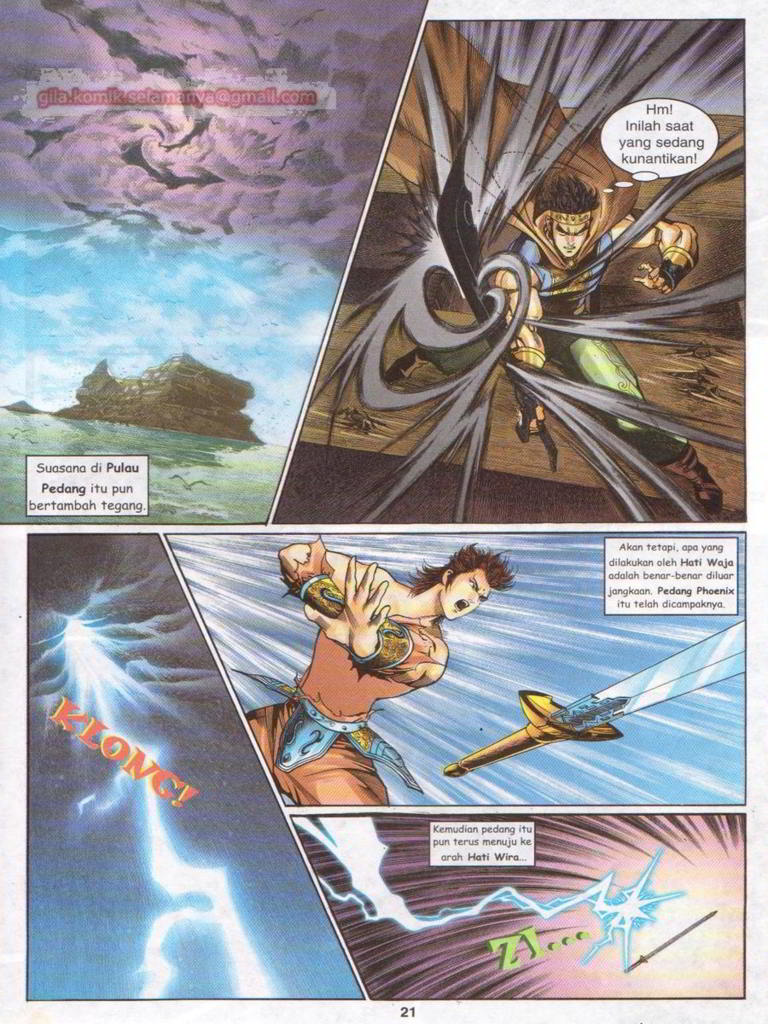 gila.komik.selamanya@gmail.com
Hm!
Inilah saat
yang sedang
kunantikan!
Suasana di Pulau
Pedang itu pun
bertambah tegang.
Akan tetapi, apa yang
dilakukan oleh Hati Waja
adalah benar-benar diluar
jangkaan. Pedang Phoenix
itu telah dicampaknya.
KLONG!
Kemudian pedang itu
pun terus menuju ke
arah Hati Wira...
ZI...
21